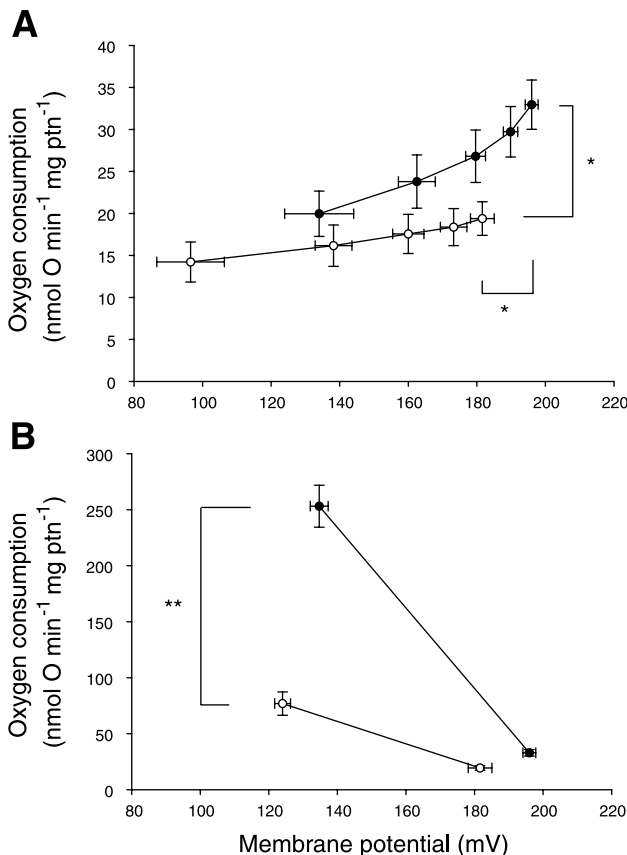 A
Oxygen consumption
(nmol O min⁻¹ mg ptn⁻¹)
40
35
30
25
20
15
10
5
0
80 100 120 140 160 180 200 220
*
*
B
Oxygen consumption
(nmol O min⁻¹ mg ptn⁻¹)
300
250
200
150
100
50
0
80 100 120 140 160 180 200 220
**
Membrane potential (mV)